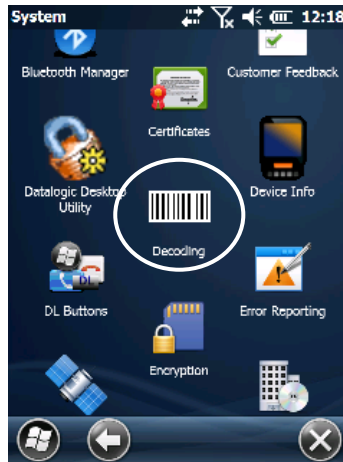 System 12:18
Bluetooth Manager
Customer Feedback
Certificates
Datalogic Desktop
Utility
Device Info
Decoding
DL Buttons
DL
Error Reporting
Encryption